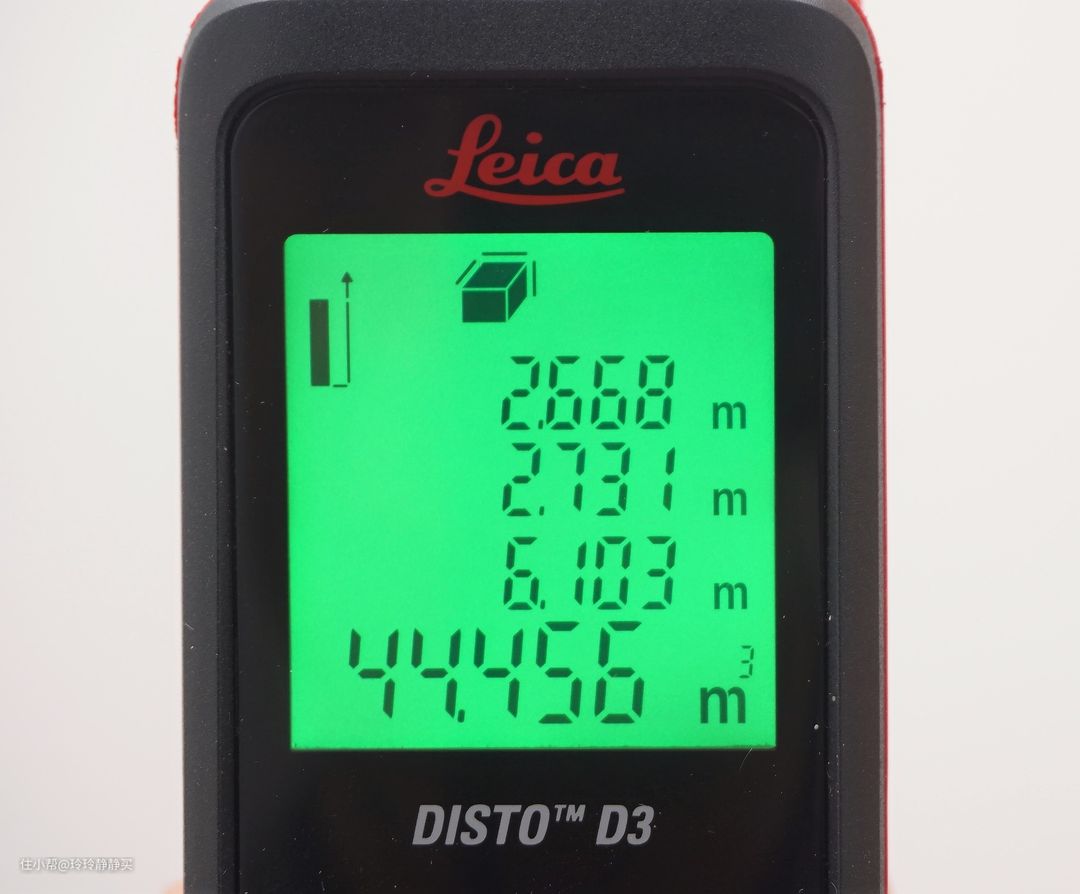 Leica
2.668 m
2.731 m
6.103 m
44.456 m³
DISTO™ D3
住小帮@玲玲静静买